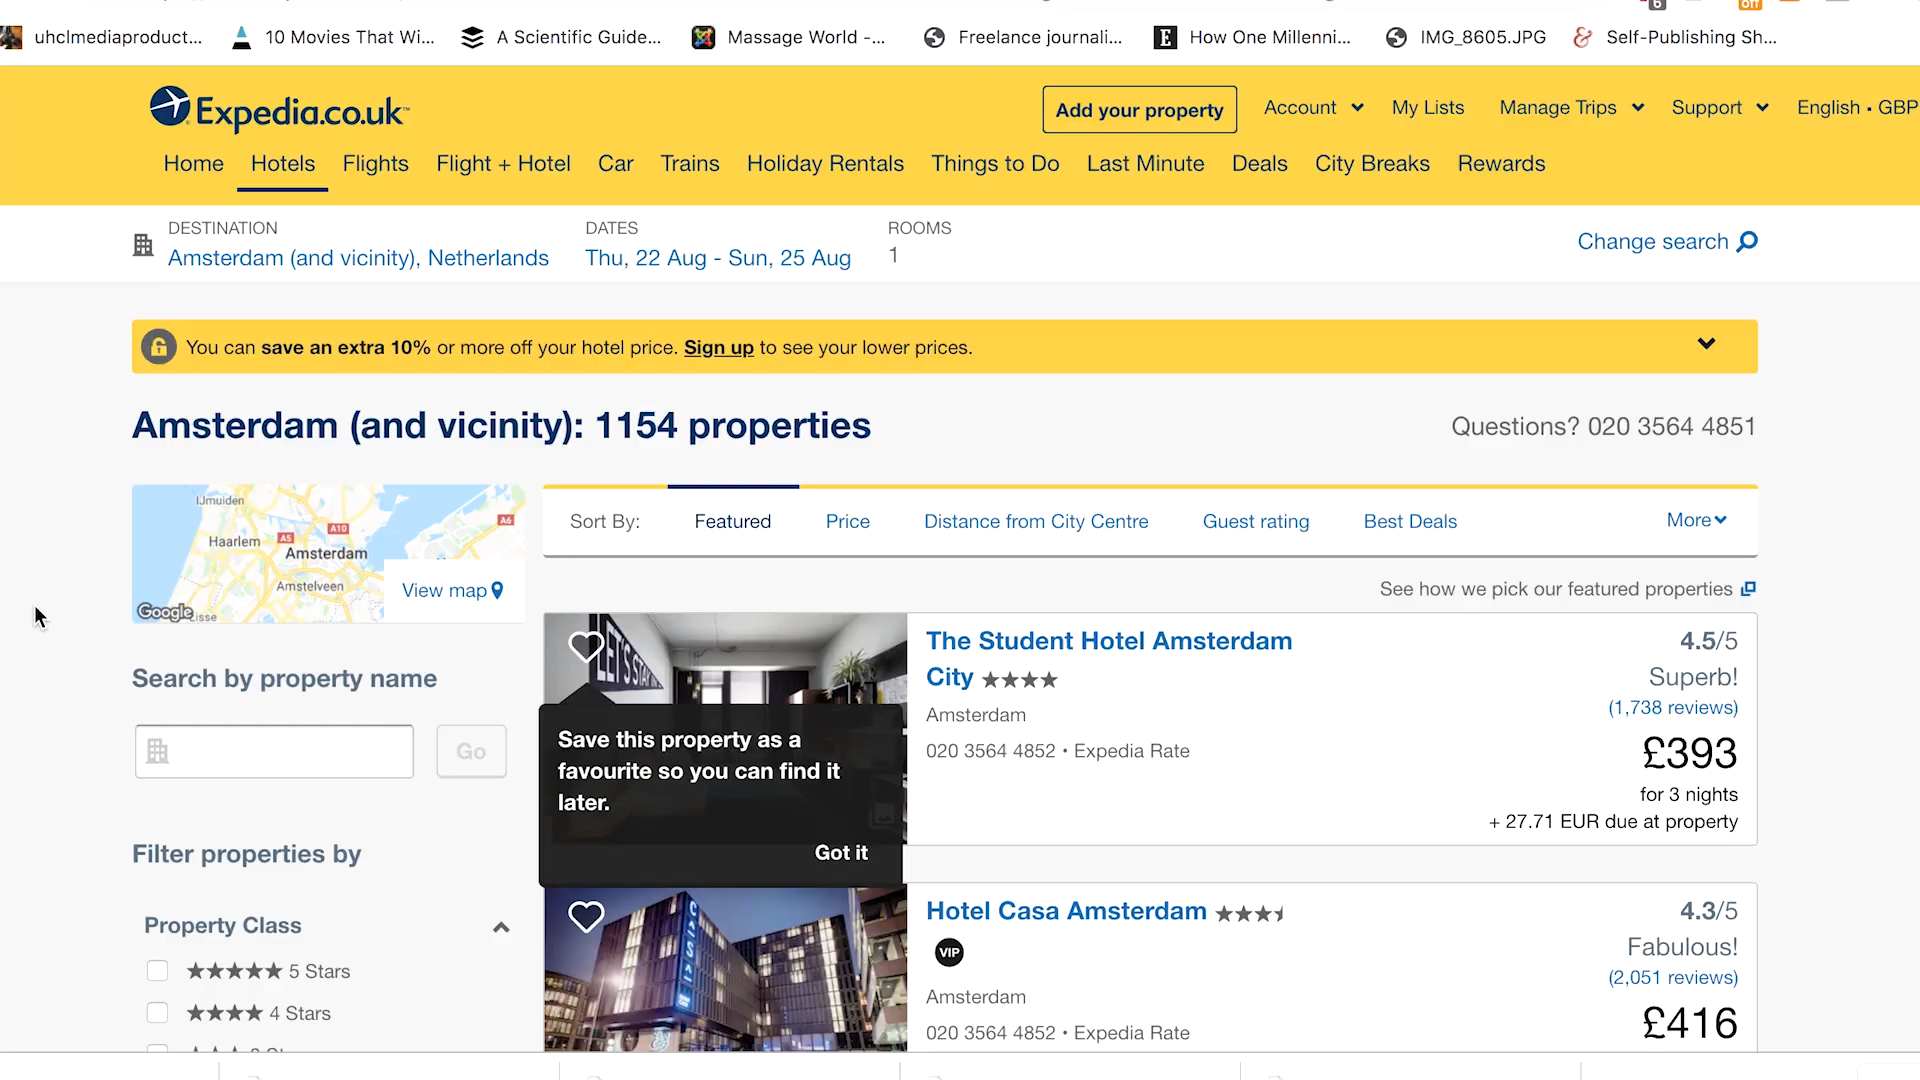 uhclmediaproduct...
10 Movies That Wi...
A Scientific Guide...
Massage World -...
Freelance journali...
How One Millenni...
IMG_8605.JPG
Self-Publishing Sh...
Expedia.co.uk
Add your property
Account
My Lists
Manage Trips
Support
English • GBP
Home
Hotels
Flights
Flight + Hotel
Car
Trains
Holiday Rentals
Things to Do
Last Minute
Deals
City Breaks
Rewards
DESTINATION
Amsterdam (and vicinity), Netherlands
DATES
Thu, 22 Aug - Sun, 25 Aug
ROOMS
1
Change search
You can save an extra 10% or more off your hotel price. Sign up to see your lower prices.
Amsterdam (and vicinity): 1154 properties
Questions? 020 3564 4851
IJmuiden
A10
A6
Haarlem
A5
Amsterdam
Amstelveen
Google
View map
Sort By:
Featured
Price
Distance from City Centre
Guest rating
Best Deals
More
See how we pick our featured properties
Search by property name
Go
Filter properties by
Property Class
★★★★★ 5 Stars
★★★★ 4 Stars
LET'S STAY
Save this property as a
favourite so you can find it
later.
Got it
The Student Hotel Amsterdam
City ★★★★
Amsterdam
020 3564 4852 • Expedia Rate
4.5/5
Superb!
(1,738 reviews)
£393
for 3 nights
+ 27.71 EUR due at property
Hotel Casa Amsterdam
VIP
Amsterdam
020 3564 4852 • Expedia Rate
4.3/5
Fabulous!
(2,051 reviews)
£416